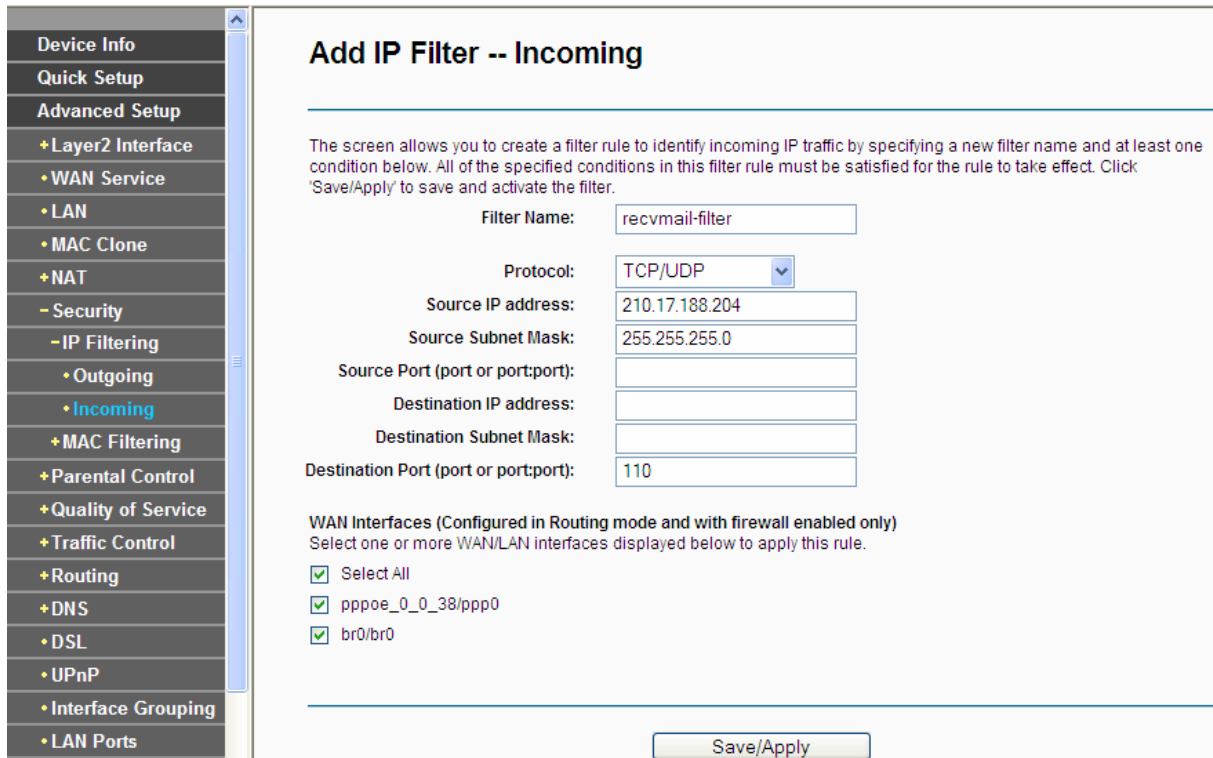 Device Info
Quick Setup
Advanced Setup
+Layer2 Interface
•WAN Service
•LAN
•MAC Clone
+NAT
-Security
-IP Filtering
•Outgoing
•Incoming
+MAC Filtering
+Parental Control
+Quality of Service
+Traffic Control
+Routing
+DNS
•DSL
•UPnP
•Interface Grouping
•LAN Ports
Add IP Filter -- Incoming
The screen allows you to create a filter rule to identify incoming IP traffic by specifying a new filter name and at least one
condition below. All of the specified conditions in this filter rule must be satisfied for the rule to take effect. Click
'Save/Apply' to save and activate the filter.
Filter Name: recvmail-filter
Protocol: TCP/UDP
Source IP address: 210.17.188.204
Source Subnet Mask: 255.255.255.0
Source Port (port or port:port):
Destination IP address:
Destination Subnet Mask:
Destination Port (port or port:port): 110
WAN Interfaces (Configured in Routing mode and with firewall enabled only)
Select one or more WAN/LAN interfaces displayed below to apply this rule.
Select All
pppoe_0_0_38/ppp0
br0/br0
Save/Apply